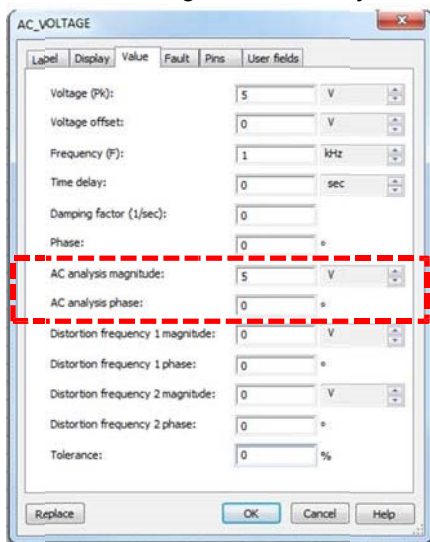 AC_VOLTAGE
Label Display Value Fault Pins User fields
Voltage (Pk): 5 V
Voltage offset: 0 V
Frequency (F): 1 kHz
Time delay: 0 sec
Damping factor (1/sec): 0
Phase: 0 °
AC analysis magnitude: 5 V
AC analysis phase: 0 °
Distortion frequency 1 magnitude: 0 V
Distortion frequency 1 phase: 0 °
Distortion frequency 2 magnitude: 0 V
Distortion frequency 2 phase: 0 °
Tolerance: 0 %
Replace OK Cancel Help